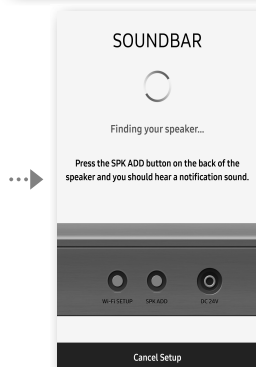 SOUNDBAR
Finding your speaker...
Press the SPK ADD button on the back of the
speaker and you should hear a notification sound.
Wi-Fi SETUP SPK ADD DC 24V
Cancel Setup